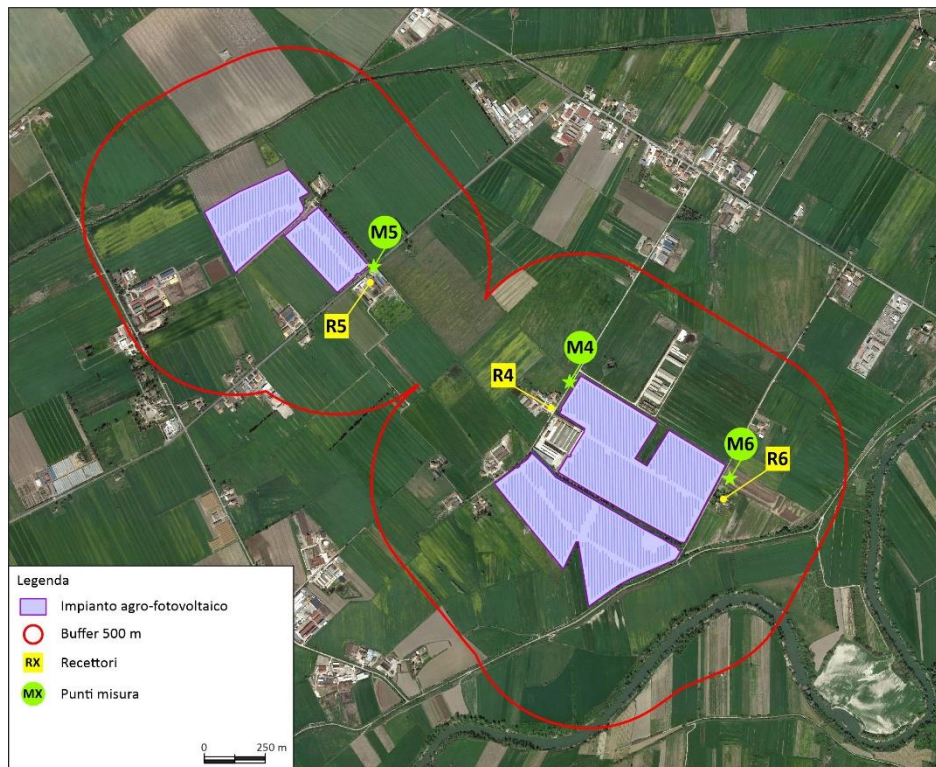 M5
R5
M4
R4
M6
R6
Legenda
Impianto agro-fotovoltaico
Buffer 500 m
RX Recettori
MX Punti misura
0 250 m